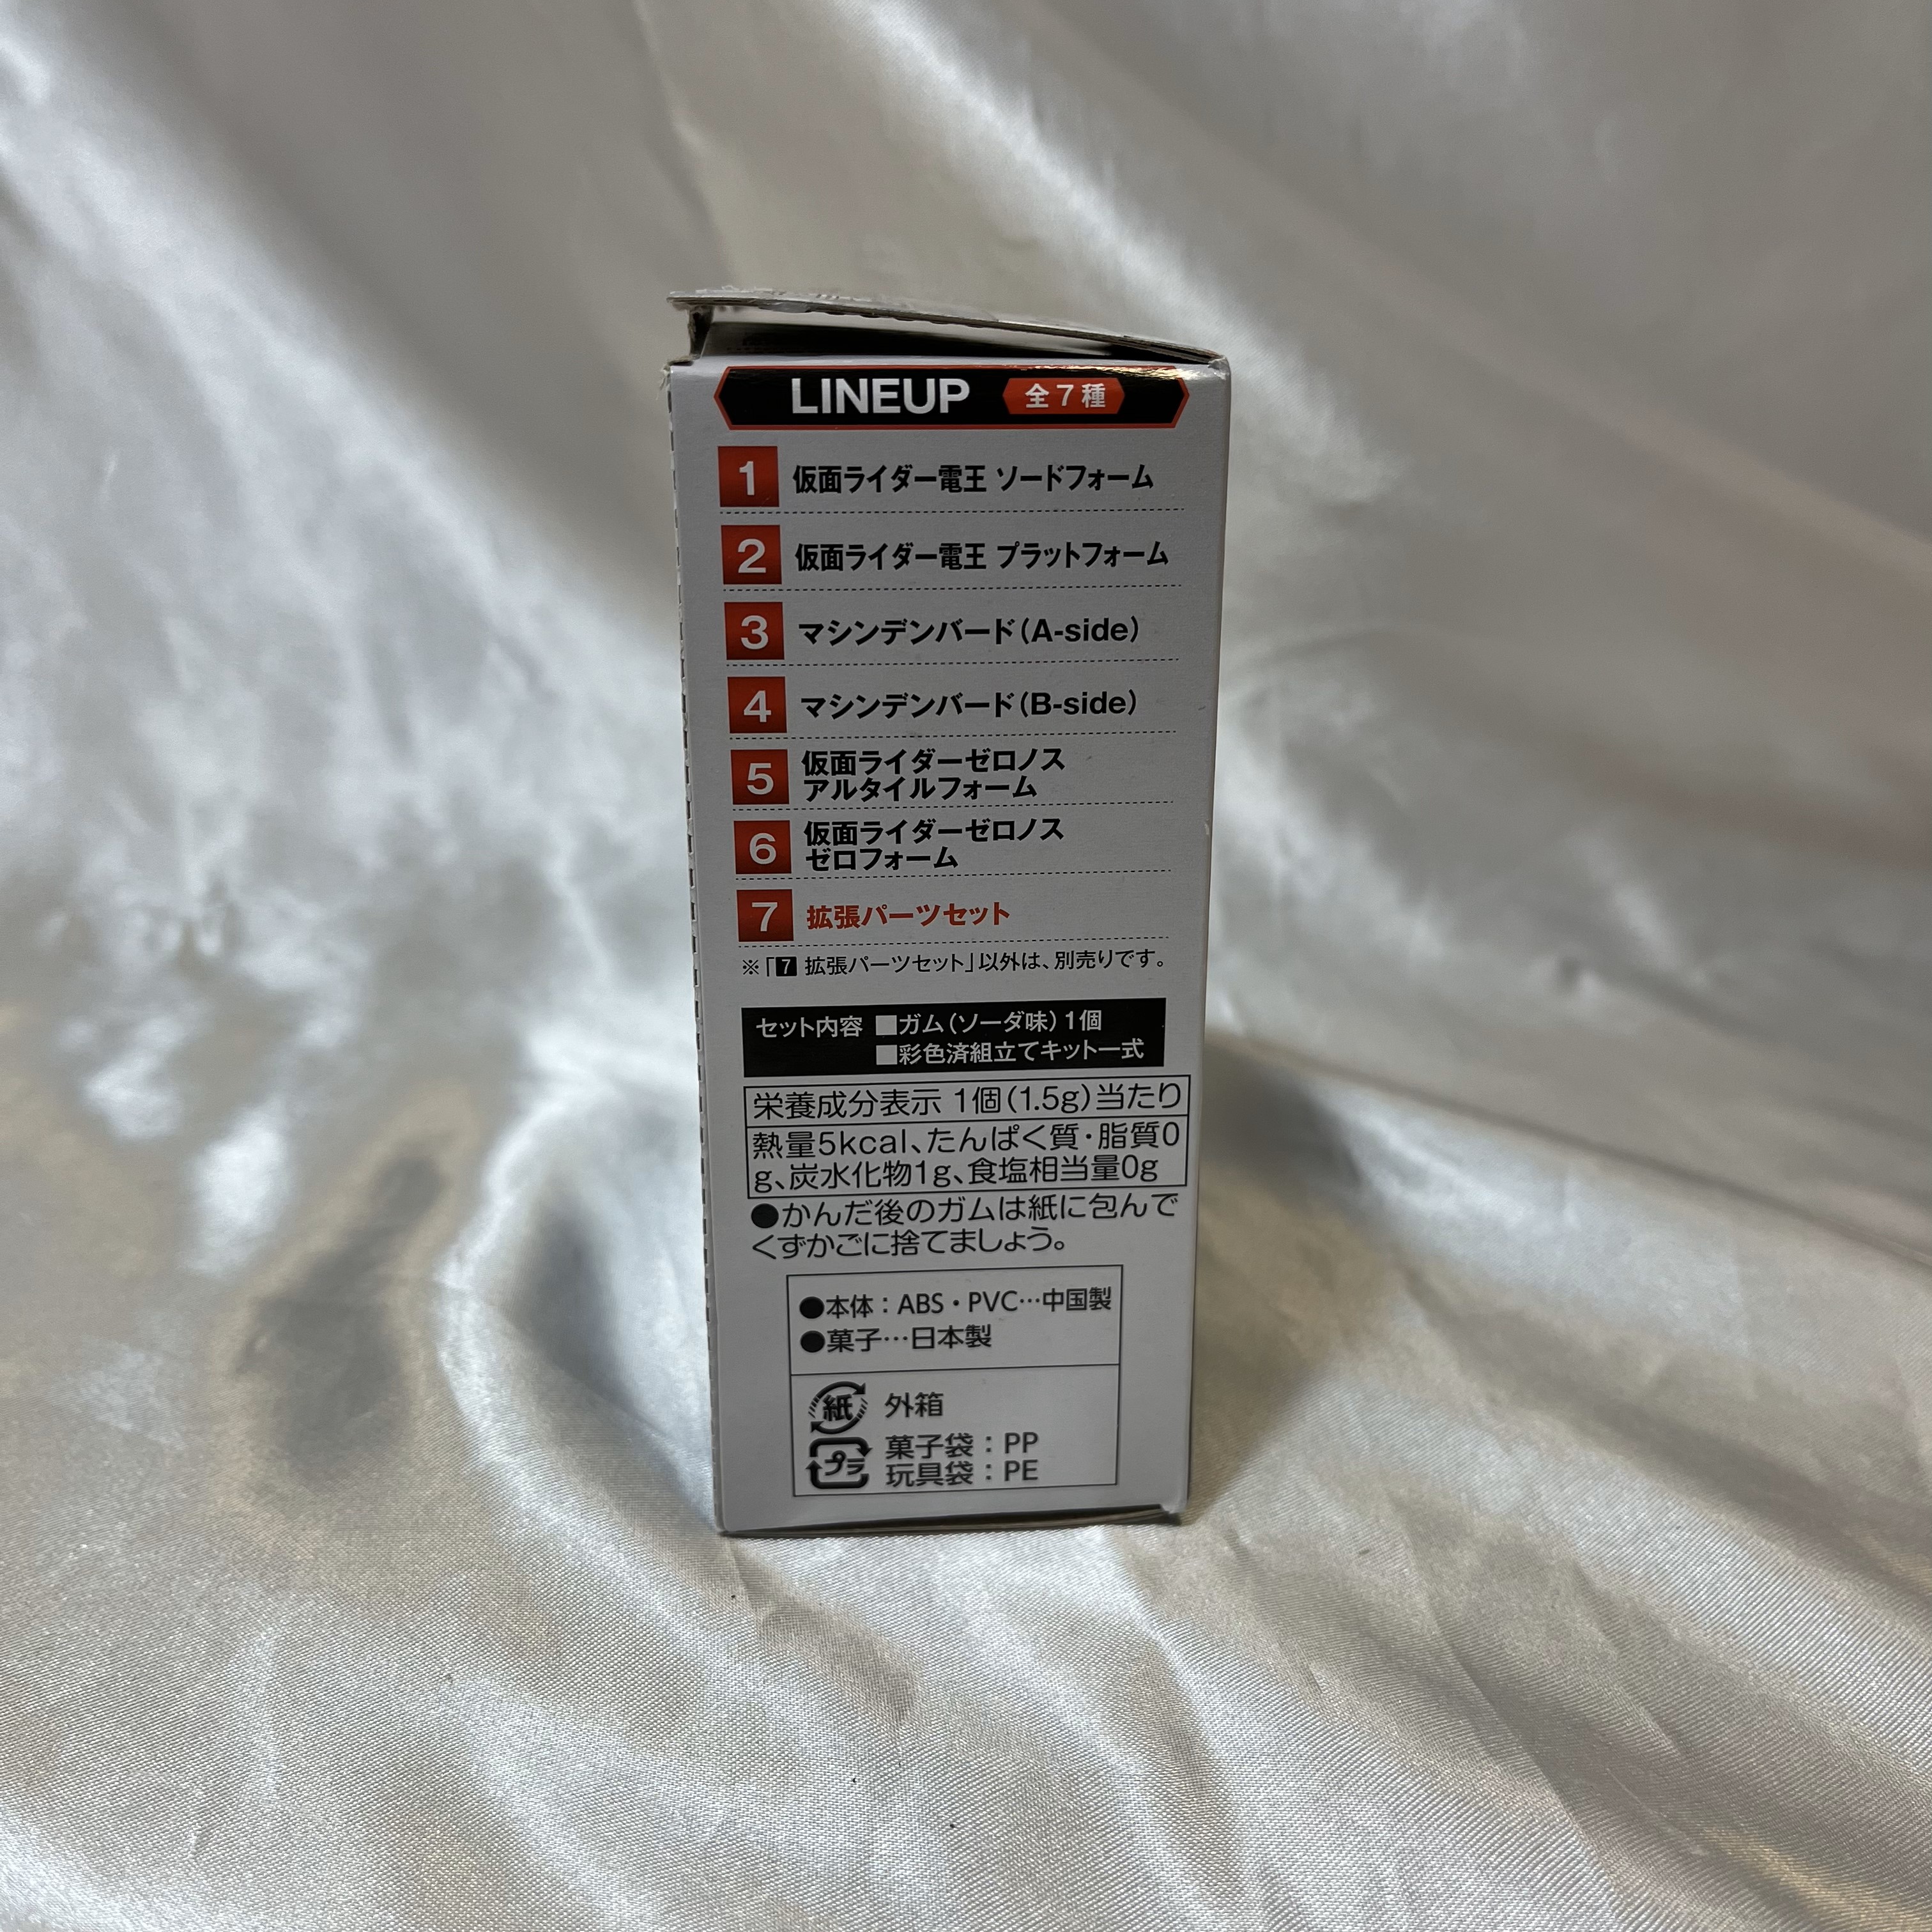 LINEUP 全7種
1 仮面ライダー電王 ソードフォーム
2 仮面ライダー電王 プラットフォーム
3 マシンデンバード(A-side)
4 マシンデンバード(B-side)
5 仮面ライダーゼロノス
アルタイルフォーム
6 仮面ライダーゼロノス
ゼロフォーム
7 拡張パーツセット
※「7 拡張パーツセット」以外は、別売りです。
セット内容 ■ガム(ソーダ味)1個
■彩色済組立てキット一式
栄養成分表示 1個(1.5g)当たり
熱量5kcal、たんぱく質・脂質0
g、炭水化物1g、食塩相当量0g
●かんだ後のガムは紙に包んで
くずかごに捨てましょう。
●本体:ABS・PVC…中国製
●菓子…日本製
紙 外箱
プラ 菓子袋:PP
玩具袋:PE